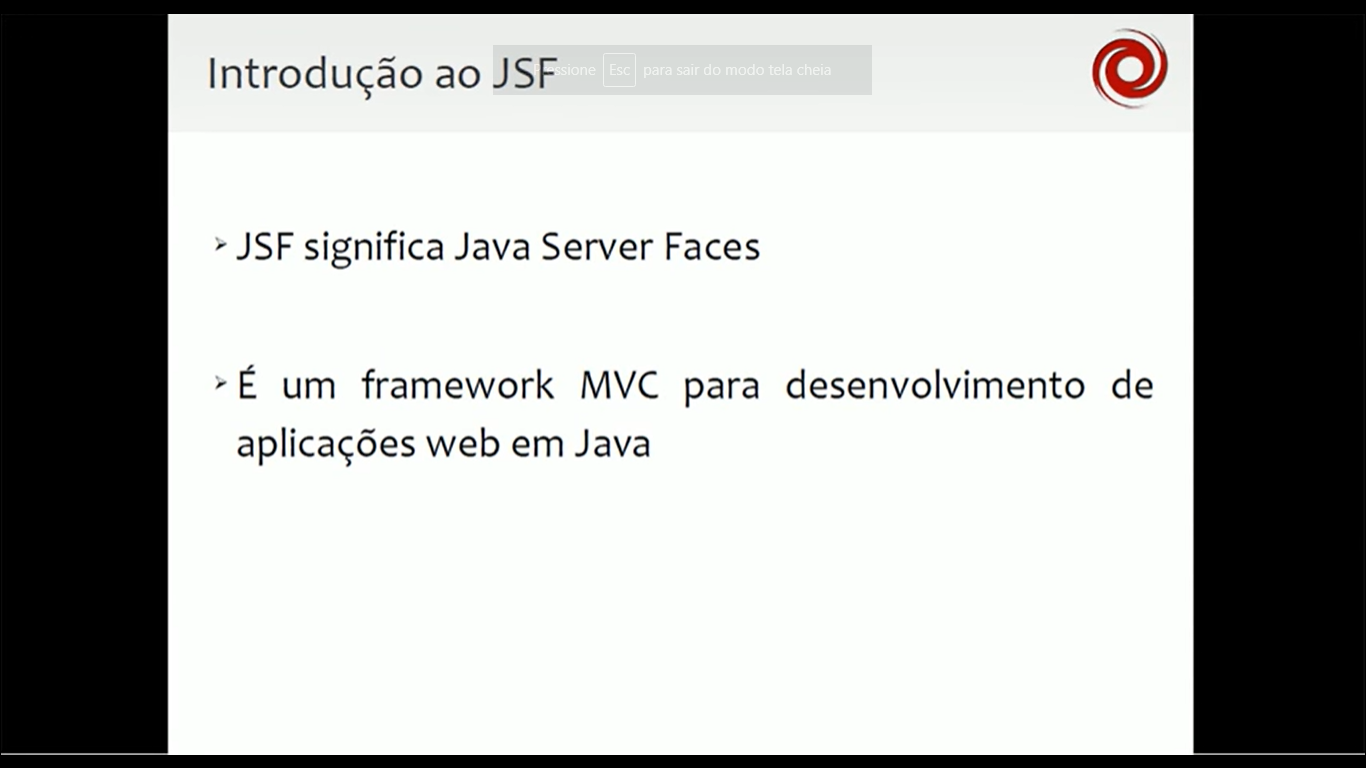 Introdução ao JSF
Pressione Esc para sair do modo tela cheia
JSF significa Java Server Faces
É um framework MVC para desenvolvimento de
aplicações web em Java